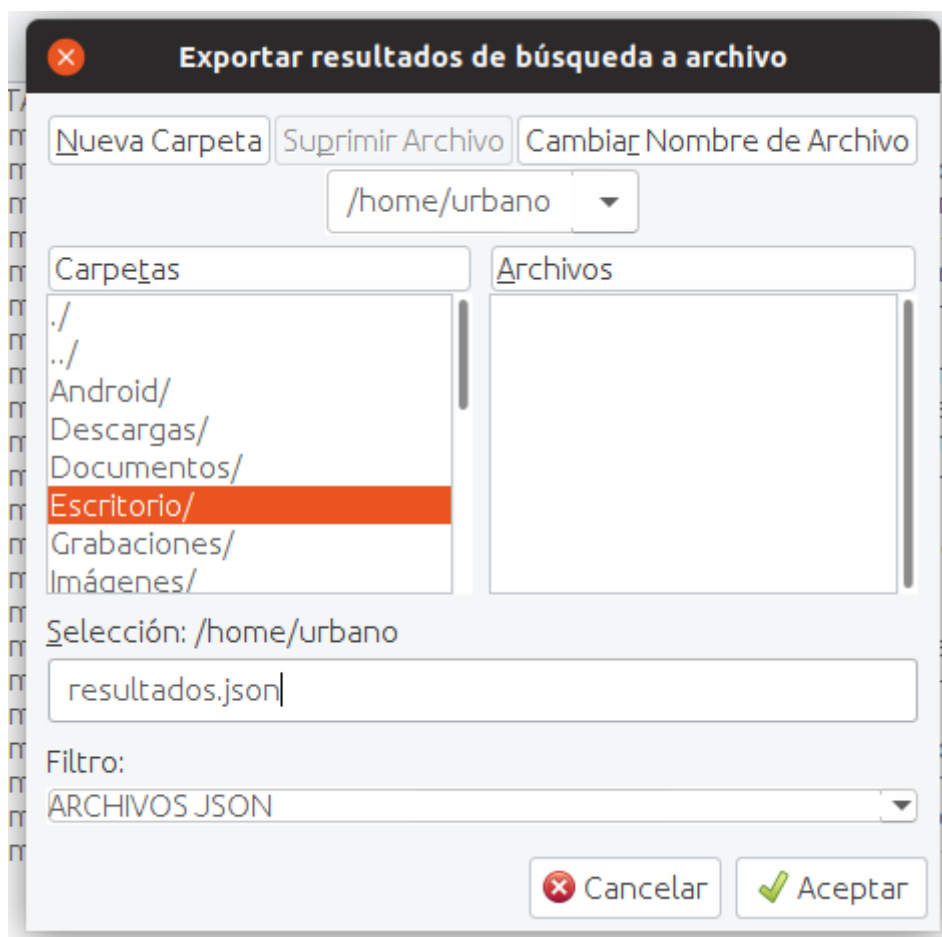 Exportar resultados de búsqueda a archivo
Nueva Carpeta Suprimir Archivo Cambiar Nombre de Archivo
/home/urbano
Carpetas Archivos
./
../
Android/
Descargas/
Documentos/
Escritorio/
Grabaciones/
Imágenes/
Selección: /home/urbano
resultados.json
Filtro:
ARCHIVOS JSON
Cancelar Aceptar